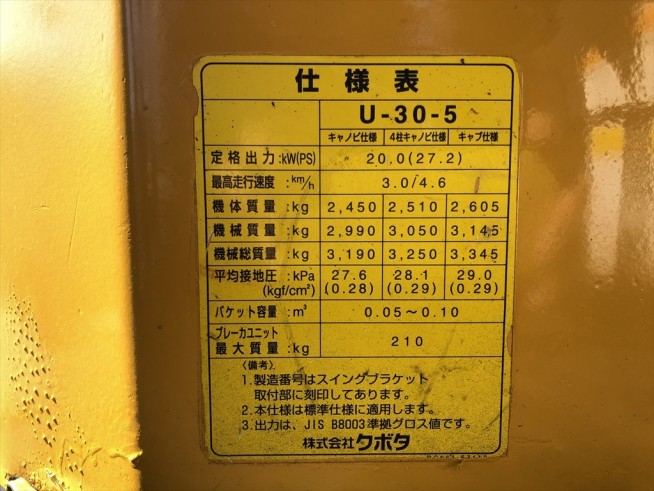 仕様表
U-30-5
キャノピ仕様 4柱キャノピ仕様 キャブ仕様
定格出力:kW(PS) 20.0(27.2)
最高走行速度:km/h 3.0/4.6
機体質量:kg 2,450 2,510 2,605
機械質量:kg 2,990 3,050 3,145
機械総質量:kg 3,190 3,250 3,345
平均接地圧:kPa 27.6 28.1 29.0
(kgf/cm²) (0.28) (0.29) (0.29)
バケット容量:m³ 0.05～0.10
ブレーカユニット
最大質量:kg 210
〈備考〉
1.製造番号はスイングブラケット
取付部に刻印してあります。
2.本仕様は標準仕様に適用します。
3.出力は、JIS B8003準拠グロス値です。
株式会社クボタ